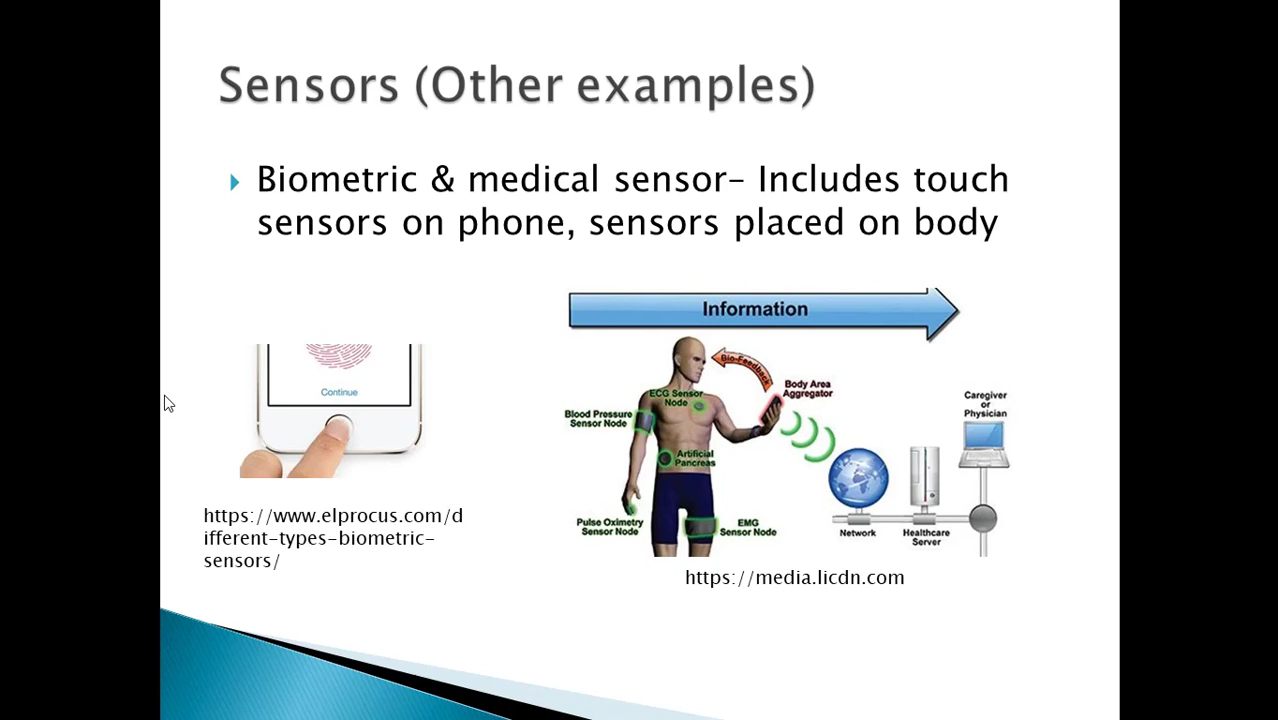 Sensors (Other examples)
Biometric & medical sensor– Includes touch
sensors on phone, sensors placed on body
Information
Continue
Bio-Feedback
Body Area
Aggregator
ECG Sensor
Node
Blood Pressure
Sensor Node
Artificial
Pancreas
Pulse Oximetry
Sensor Node
EMG
Sensor Node
Caregiver
or
Physician
Network
Healthcare
Server
https://www.elprocus.com/d
ifferent-types-biometric-
sensors/
https://media.licdn.com